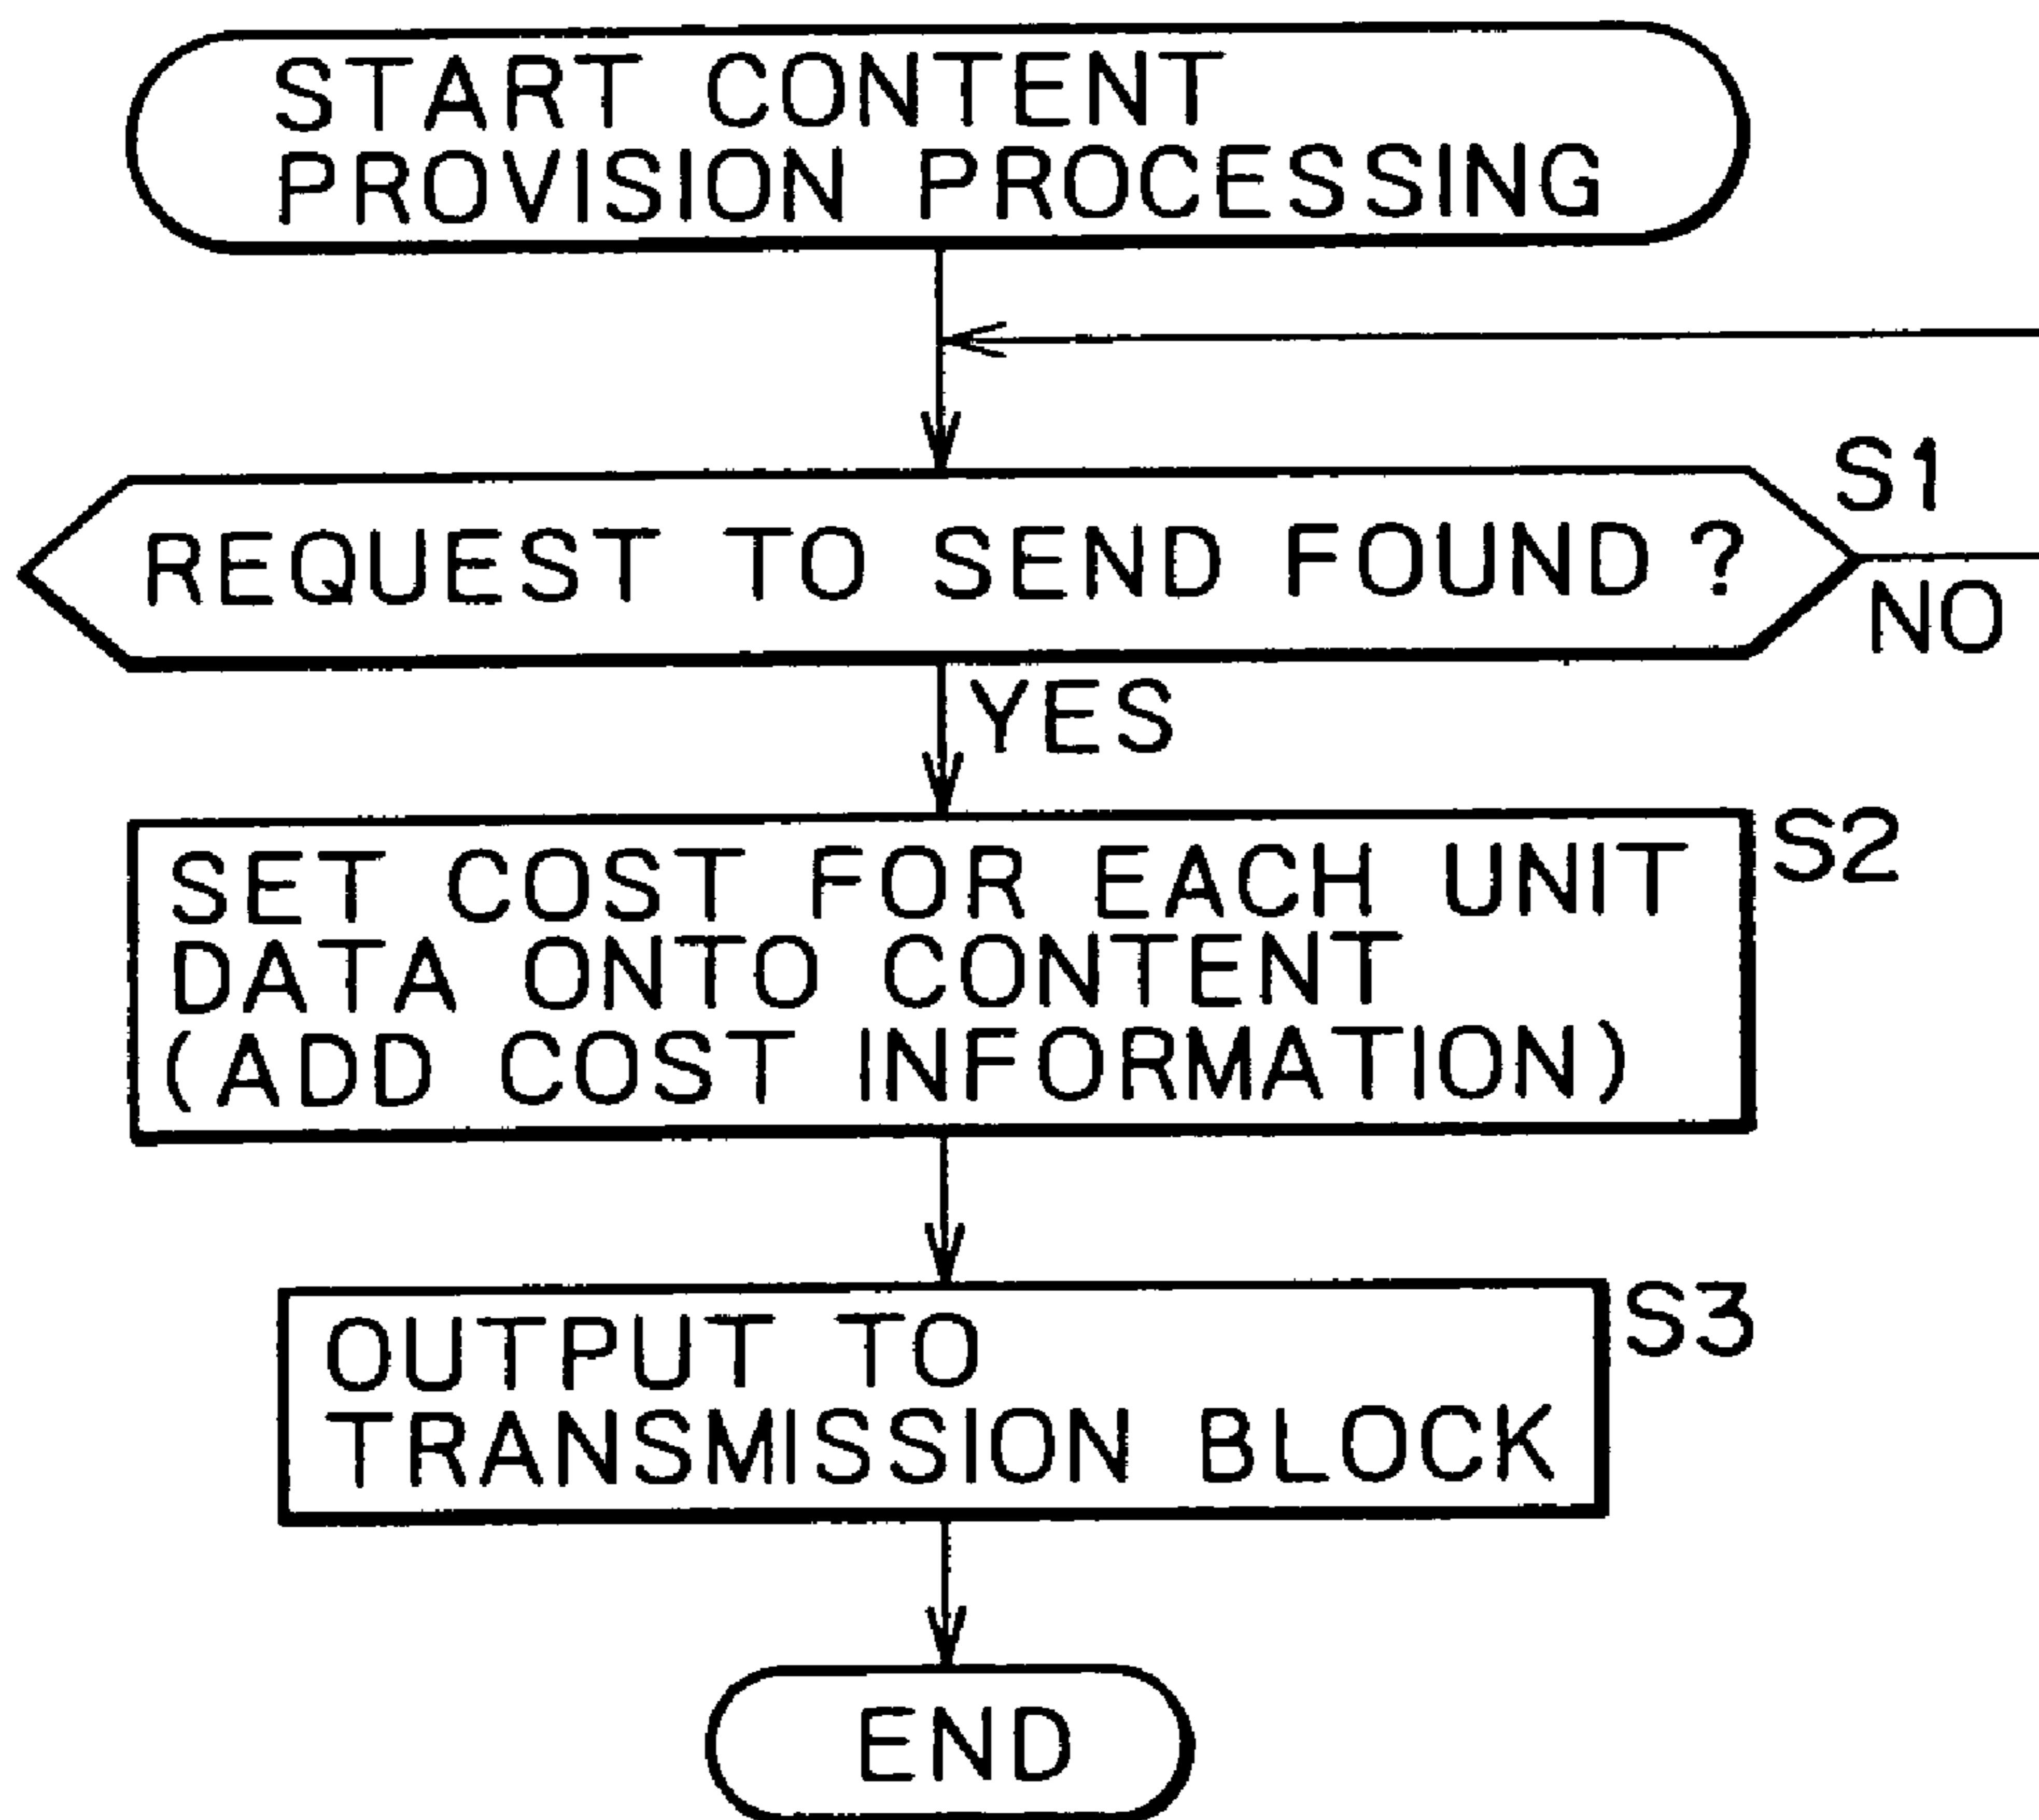 START CONTENT
PROVISION PROCESSING
S1
REQUEST TO SEND FOUND ?
NO
YES
S2
SET COST FOR EACH UNIT
DATA ONTO CONTENT
(ADD COST INFORMATION)
S3
OUTPUT TO
TRANSMISSION BLOCK
END